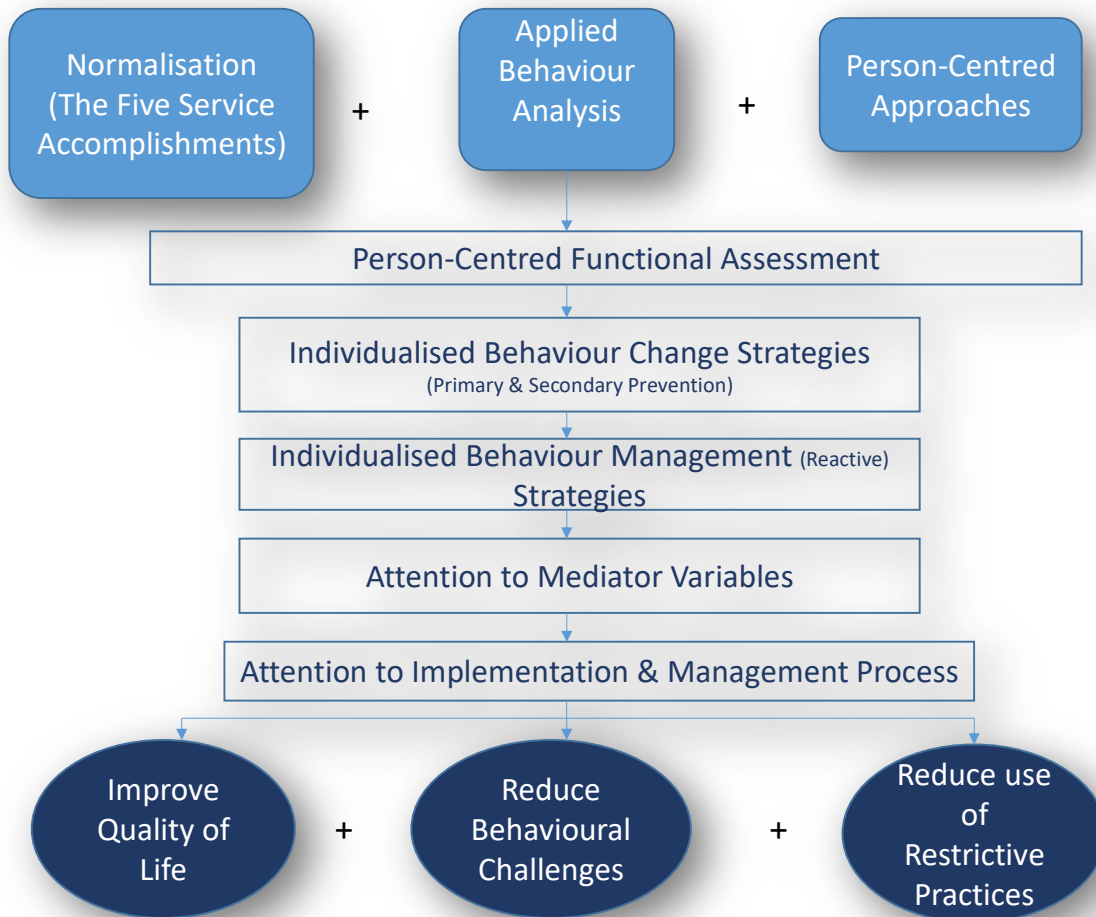 Normalisation
(The Five Service
Accomplishments)
+
Applied
Behaviour
Analysis
+
Person-Centred
Approaches
Person-Centred Functional Assessment
Individualised Behaviour Change Strategies
(Primary & Secondary Prevention)
Individualised Behaviour Management (Reactive)
Strategies
Attention to Mediator Variables
Attention to Implementation & Management Process
Improve
Quality of
Life
+
Reduce
Behavioural
Challenges
+
Reduce use
of
Restrictive
Practices